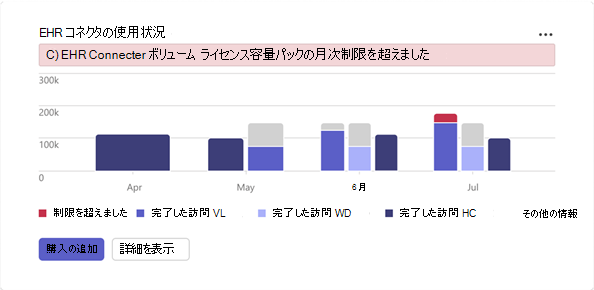 EHR コネクタの使用状況
C) EHR Connecter ボリューム ライセンス容量パックの月次制限を超えました
300k
200k
100k
0
Apr May 6月 Jul
制限を超えました 完了した訪問 VL 完了した訪問 WD 完了した訪問 HC その他の情報
購入の追加 詳細を表示